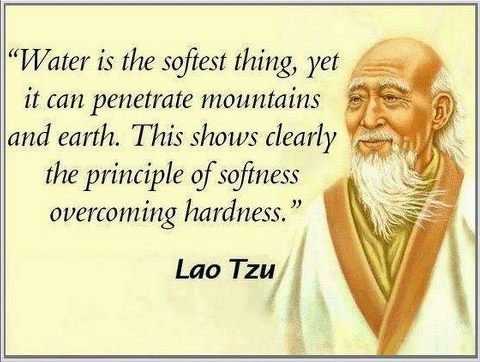 “Water is the softest thing, yet
it can penetrate mountains
and earth. This shows clearly
the principle of softness
overcoming hardness.”
Lao Tzu